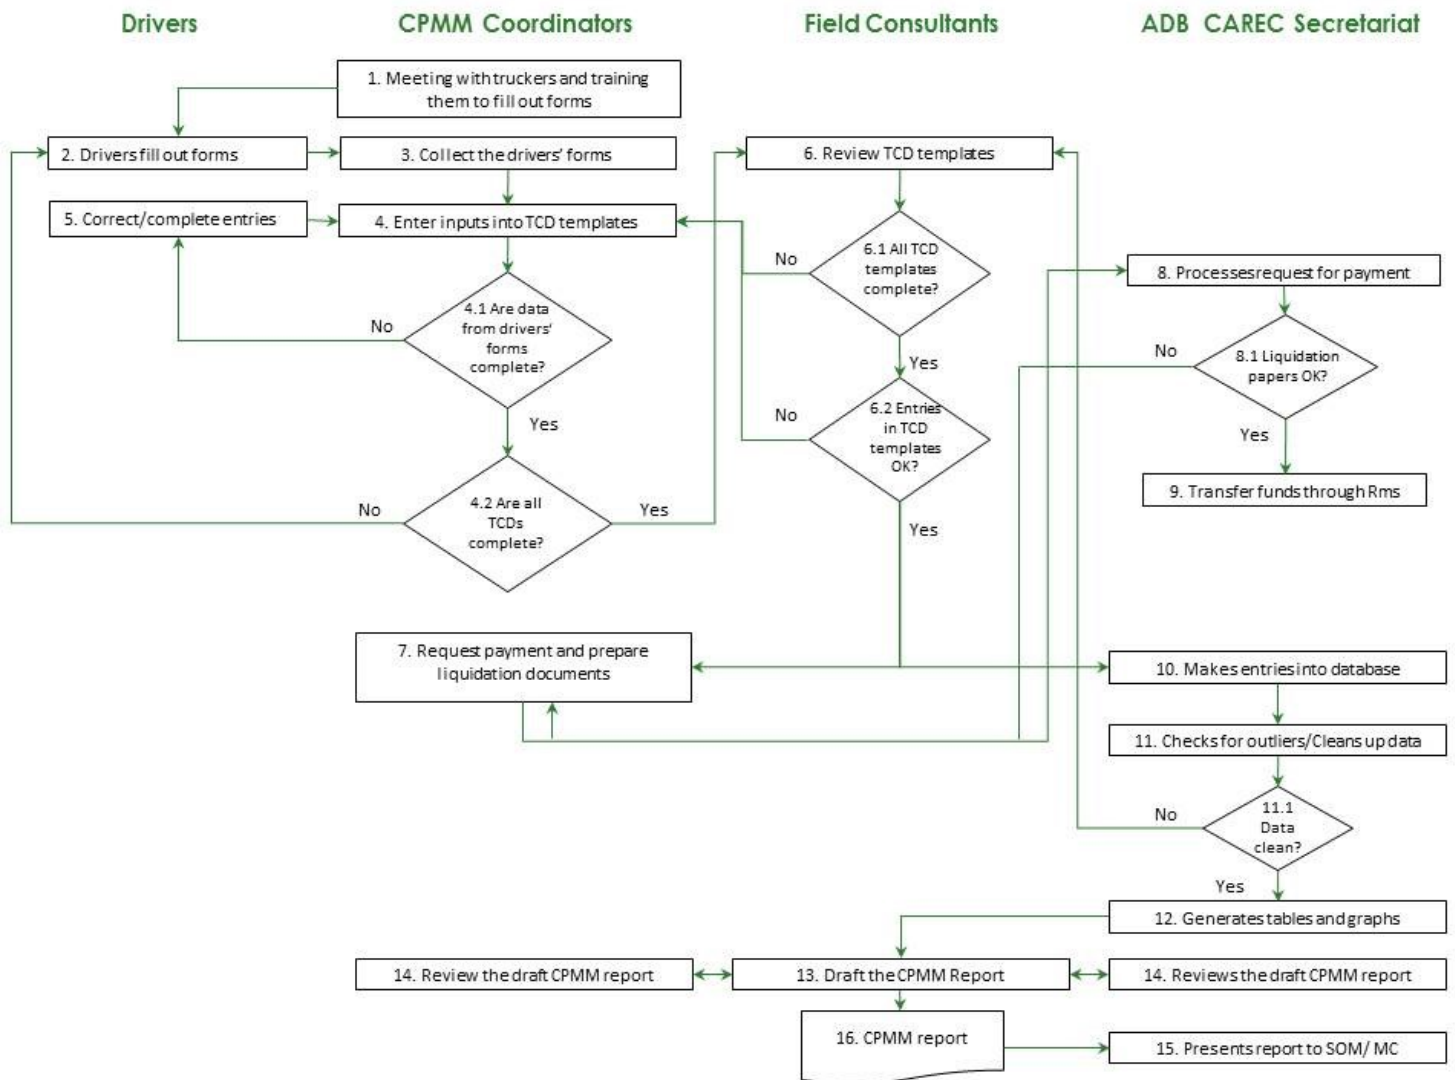 Drivers
CPMM Coordinators
Field Consultants
ADB CAREC Secretariat
1. Meeting with truckers and training
them to fill out forms
2. Drivers fill out forms
3. Collect the drivers' forms
6. Review TCD templates
5. Correct/complete entries
4. Enter inputs into TCD templates
No
6.1 All TCD
templates
complete?
8. Processes request for payment
No
4.1 Are data
from drivers'
forms
complete?
Yes
No
8.1 Liquidation
papers OK?
Yes
No
6.2 Entries
in TCD
templates
OK?
Yes
No
4.2 Are all
TCDs
complete?
Yes
9. Transfer funds through Rms
Yes
7. Request payment and prepare
liquidation documents
10. Makes entries into database
11. Checks for outliers/Cleans up data
No
11.1
Data
clean?
Yes
12. Generates tables and graphs
14. Review the draft CPMM report
13. Draft the CPMM Report
14. Reviews the draft CPMM report
16. CPMM report
15. Presents report to SOM/ MC